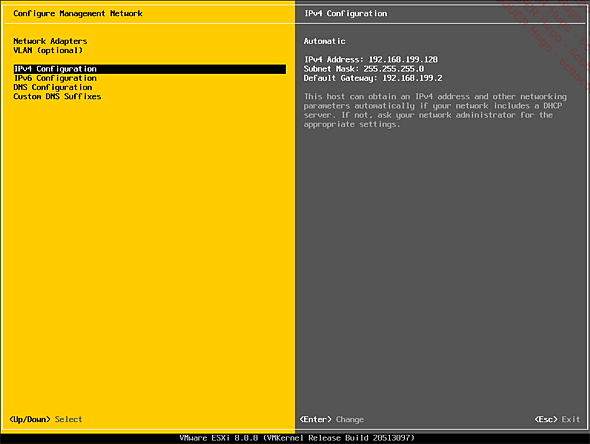 Configure Management Network
Network Adapters
VLAN (optional)
IPv4 Configuration
IPv6 Configuration
DNS Configuration
Custom DNS Suffixes
<Up/Down> Select
IPv4 Configuration
Automatic
IPv4 Address: 192.168.199.128
Subnet Mask: 255.255.255.0
Default Gateway: 192.168.199.2
This host can obtain an IPv4 address and other networking
parameters automatically if your network includes a DHCP
server. If not, ask your network administrator for the
appropriate settings.
<Enter> Change
<Esc> Exit
VMware ESXi 8.0.0 (VMKernel Release Build 20513097)